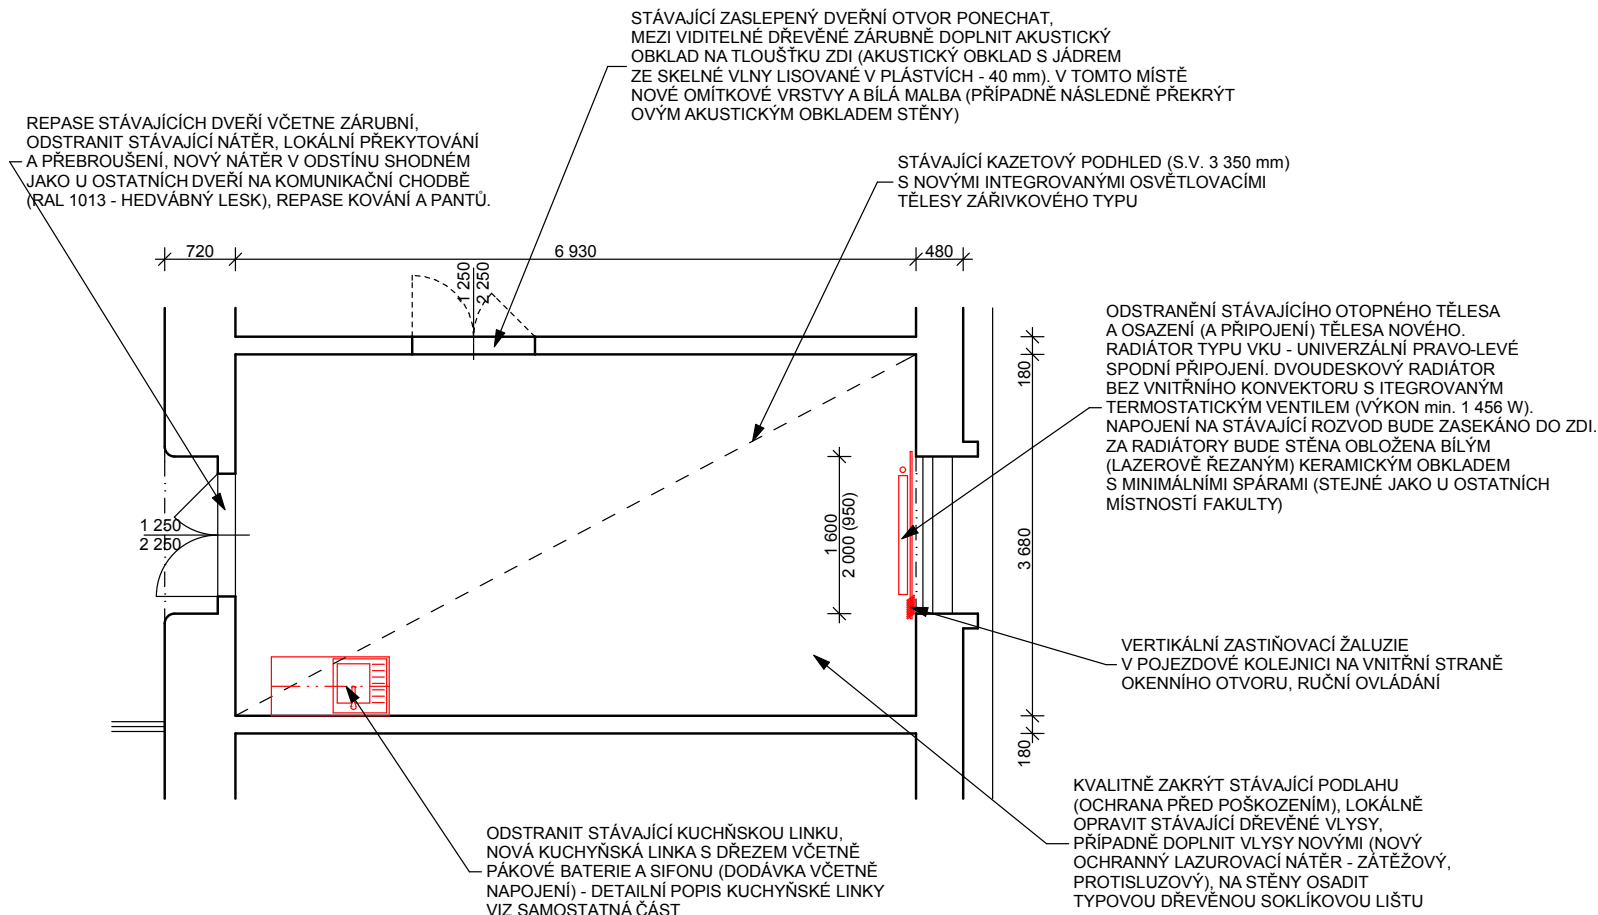 STÁVAJÍCÍ ZASLEPENÝ DVEŘNÍ OTVOR PONECHAT,
MEZI VIDITELNÉ DŘEVĚNÉ ZÁRUBNĚ DOPLNIT AKUSTICKÝ
OBKLAD NA TLOUŠŤKU ZDI (AKUSTICKÝ OBKLAD S JÁDREM
ZE SKELNÉ VLNY LISOVANÉ V PLÁSTVÍCH - 40 mm). V TOMTO MÍSTĚ
NOVÉ OMÍTKOVÉ VRSTVY A BÍLÁ MALBA (PŘÍPADNĚ NÁSLEDNĚ PŘEKRÝT
OVÝM AKUSTICKÝM OBKLADEM STĚNY)
REPASE STÁVAJÍCÍCH DVEŘÍ VČETNE ZÁRUBNÍ,
ODSTRANIT STÁVAJÍCÍ NÁTĚR, LOKÁLNÍ PŘEKYTOVÁNÍ
A PŘEBROUŠENÍ, NOVÝ NÁTĚR V ODSTÍNU SHODNÉM
JAKO U OSTATNÍCH DVEŘÍ NA KOMUNIKAČNÍ CHODBĚ
(RAL 1013 - HEDVÁBNÝ LESK), REPASE KOVÁNÍ A PANTŮ.
STÁVAJÍCÍ KAZETOVÝ PODHLED (S.V. 3 350 mm)
S NOVÝMI INTEGROVANÝMI OSVĚTLOVACÍMI
TĚLESY ZÁŘIVKOVÉHO TYPU
720
6 930
480
1 250
2 250
ODSTRANĚNÍ STÁVAJÍCÍHO OTOPNÉHO TĚLESA
A OSAZENÍ (A PŘIPOJENÍ) TĚLESA NOVÉHO.
RADIÁTOR TYPU VKU - UNIVERZÁLNÍ PRAVO-LEVÉ
SPODNÍ PŘIPOJENÍ. DVOUDESKOVÝ RADIÁTOR
BEZ VNITŘNÍHO KONVEKTORU S ITEGROVANÝM
TERMOSTATICKÝM VENTILEM (VÝKON min. 1 456 W).
NAPOJENÍ NA STÁVAJÍCÍ ROZVOD BUDE ZASEKÁNO DO ZDI.
ZA RADIÁTORY BUDE STĚNA OBLOŽENA BÍLÝM
(LAZEROVĚ ŘEZANÝM) KERAMICKÝM OBKLADEM
S MINIMÁLNÍMI SPÁRAMI (STEJNÉ JAKO U OSTATNÍCH
MÍSTNOSTÍ FAKULTY)
180
1 250
2 250
1 600
2 000 (950)
3 680
VERTIKÁLNÍ ZASTIŇOVACÍ ŽALUZIE
V POJEZDOVÉ KOLEJNICI NA VNITŘNÍ STRANĚ
OKENNÍHO OTVORU, RUČNÍ OVLÁDÁNÍ
180
KVALITNĚ ZAKRÝT STÁVAJÍCÍ PODLAHU
(OCHRANA PŘED POŠKOZENÍM), LOKÁLNĚ
OPRAVIT STÁVAJÍCÍ DŘEVĚNÉ VLYSY,
PŘÍPADNĚ DOPLNIT VLYSY NOVÝMI (NOVÝ
OCHRANNÝ LAZUROVACÍ NÁTĚR - ZÁTĚŽOVÝ,
PROTISLUZOVÝ), NA STĚNY OSADIT
TYPOVOU DŘEVĚNOU SOKLÍKOVOU LIŠTU
ODSTRANIT STÁVAJÍCÍ KUCHŇSKOU LINKU,
NOVÁ KUCHYŇSKÁ LINKA S DŘEZEM VČETNĚ
PÁKOVÉ BATERIE A SIFONU (DODÁVKA VČETNĚ
NAPOJENÍ) - DETAILNÍ POPIS KUCHYŇSKÉ LINKY
VIZ SAMOSTATNÁ ČÁST